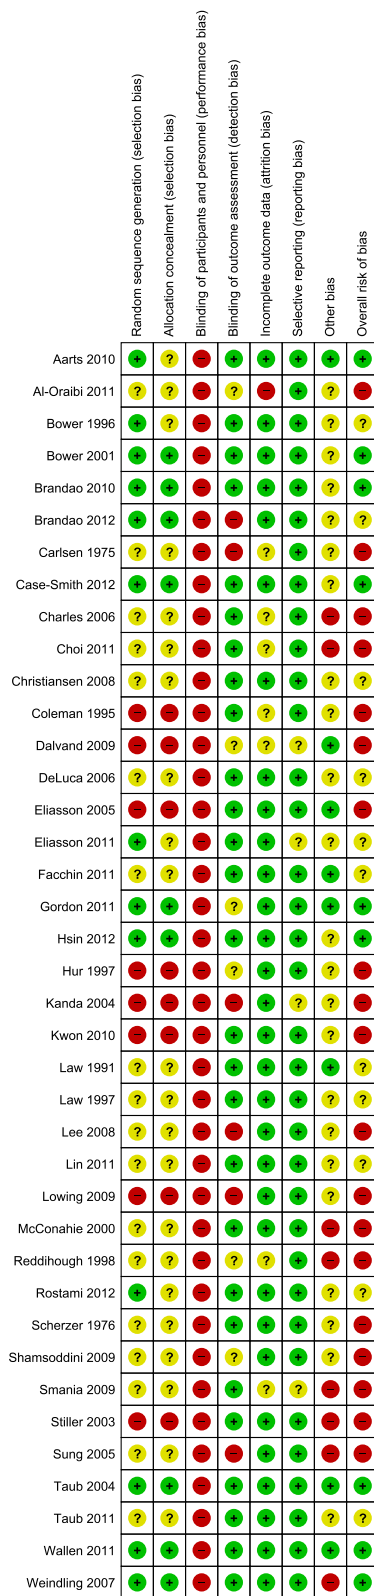 Random sequence generation (selection bias)
Allocation concealment (selection bias)
Blinding of participants and personnel (performance bias)
Blinding of outcome assessment (detection bias)
Incomplete outcome data (attrition bias)
Selective reporting (reporting bias)
Other bias
Overall risk of bias
Aarts 2010 + ? - + + + + +
Al-Oraibi 2011 ? ? - ? - + ? -
Bower 1996 + ? - + + + ? ?
Bower 2001 + + - + + + ? +
Brandao 2010 + + - + + + ? +
Brandao 2012 + + - - + + ? ?
Carlsen 1975 ? ? - - ? + ? -
Case-Smith 2012 + + - + + + ? +
Charles 2006 ? ? - + ? + - -
Choi 2011 ? ? - + ? + - -
Christiansen 2008 ? ? - + + + ? ?
Coleman 1995 - - - + ? + ? -
Dalvand 2009 - - - ? ? ? + -
DeLuca 2006 ? ? - + + + ? ?
Eliasson 2005 - - - + + + + -
Eliasson 2011 + ? - + + ? ? ?
Facchin 2011 ? ? - + + + + ?
Gordon 2011 + + - ? + + + +
Hsin 2012 + + - + + + ? +
Hur 1997 - - - ? + + ? -
Kanda 2004 - - - - + ? ? -
Kwon 2010 - - - + + + ? -
Law 1991 ? ? - + + + + ?
Law 1997 ? ? - + + + ? ?
Lee 2008 ? ? - - + + ? -
Lin 2011 ? ? - + + + ? ?
Lowing 2009 - - - - + + ? -
McConahie 2000 ? ? - + + + - -
Reddihough 1998 ? ? - ? ? + - -
Rostami 2012 + ? - + + + ? ?
Scherzer 1976 ? ? - + + + ? -
Shamsoddini 2009 ? ? - ? + + ? -
Smania 2009 ? ? - + ? ? - -
Stiller 2003 - - - + + + - -
Sung 2005 ? ? - - + + - -
Taub 2004 + + - + + + + +
Taub 2011 ? ? - + + + ? ?
Wallen 2011 + + - + + + + +
Weindling 2007 + + - + + + - +